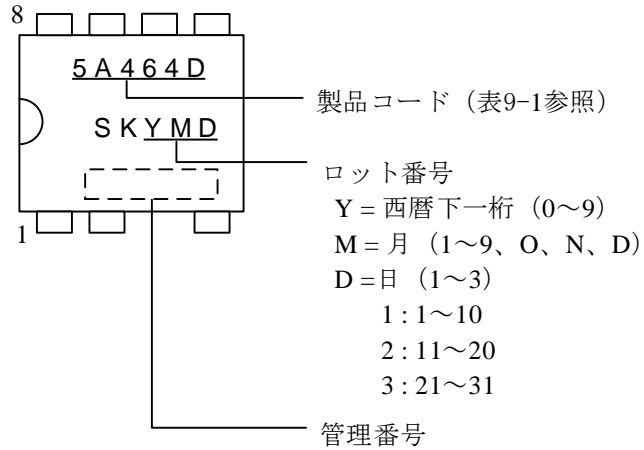 8
5A464D
製品コード（表9-1参照）
SKYMD
ロット番号
Y = 西暦下一桁（0～9）
M = 月（1～9、O、N、D）
D =日（1～3）
1 : 1～10
2 : 11～20
3 : 21～31
1
管理番号